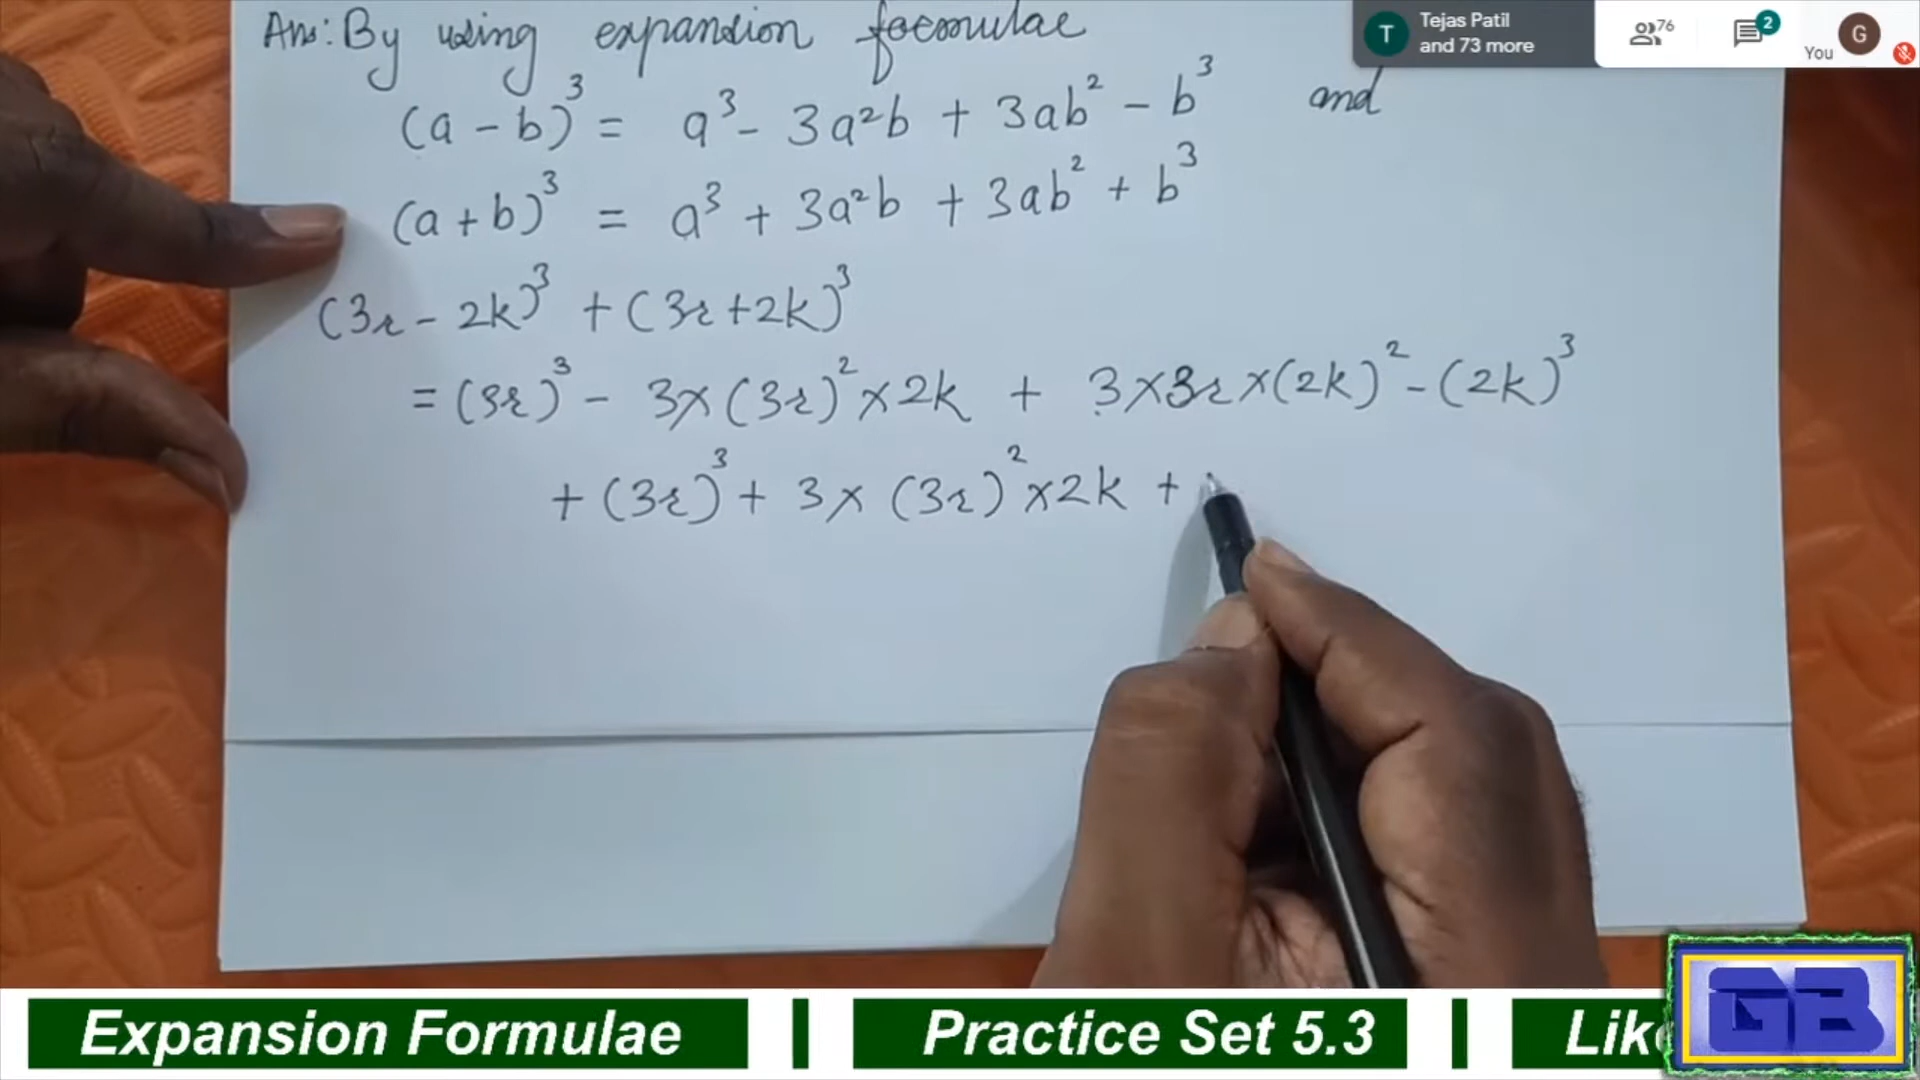 Ans: By using expansion formulae
(a - b)³ = a³ - 3a²b + 3ab² - b³ and
(a + b)³ = a³ + 3a²b + 3ab² + b³
(3r - 2k)³ + (3r + 2k)³
= (3r)³ - 3×(3r)²×2k + 3×3r×(2k)² - (2k)³
+ (3r)³ + 3×(3r)²×2k +
T
Tejas Patil
and 73 more
76
2
You
G
Expansion Formulae | Practice Set 5.3 | Lik
GB